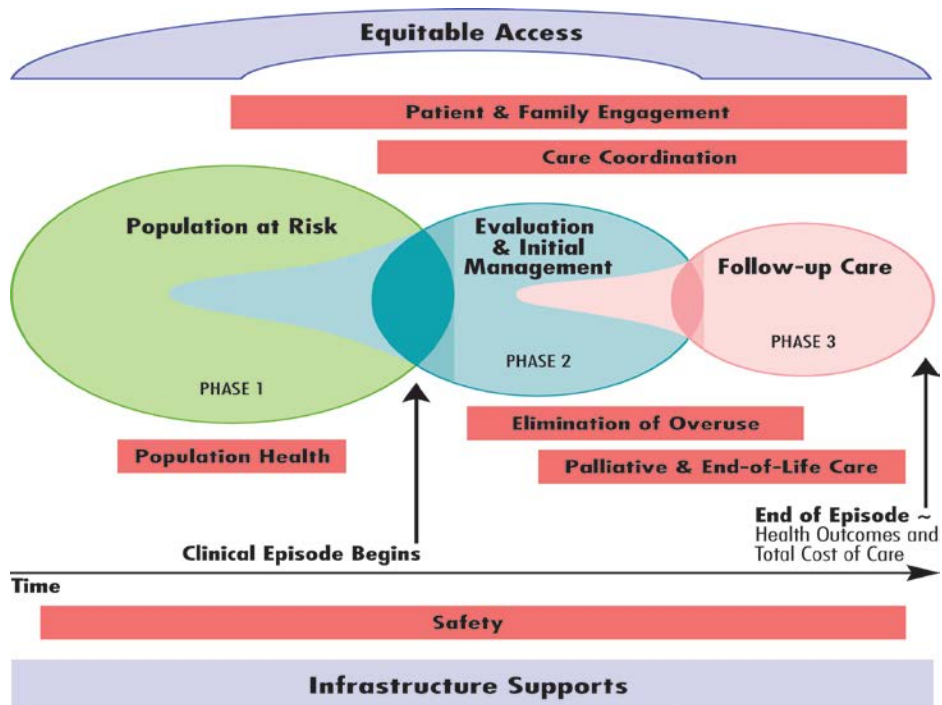 Equitable Access
Patient & Family Engagement
Care Coordination
Population at Risk
Evaluation
& Initial
Management
Follow-up Care
PHASE 1
PHASE 2
PHASE 3
Elimination of Overuse
Population Health
Palliative & End-of-Life Care
Clinical Episode Begins
End of Episode ~
Health Outcomes and
Total Cost of Care
Time
Safety
Infrastructure Supports